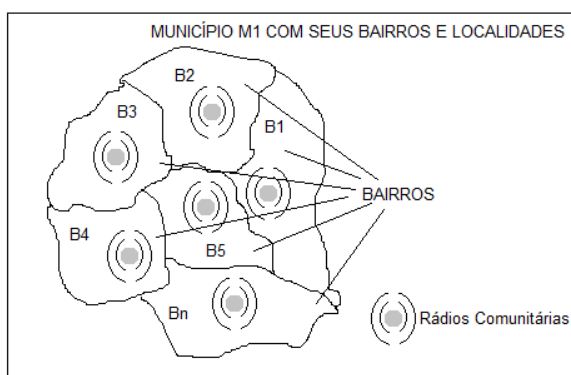 MUNICÍPIO M1 COM SEUS BAIRROS E LOCALIDADES
B2
B3
B1
BAIRROS
B4
B5
Bn
Rádios Comunitárias